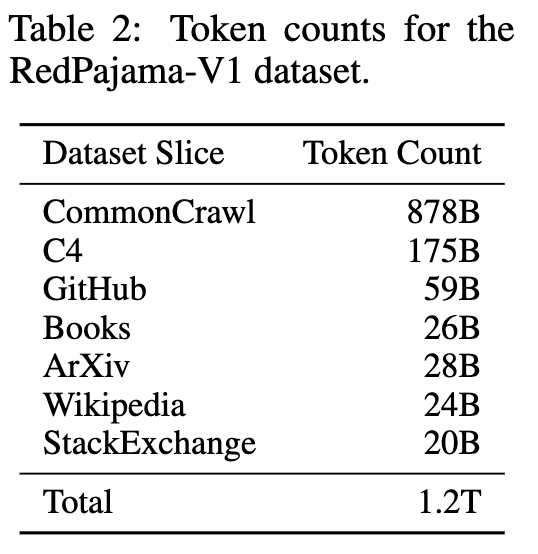 Table 2: Token counts for the
RedPajama-V1 dataset.
Dataset Slice Token Count
CommonCrawl 878B
C4 175B
GitHub 59B
Books 26B
ArXiv 28B
Wikipedia 24B
StackExchange 20B
Total 1.2T